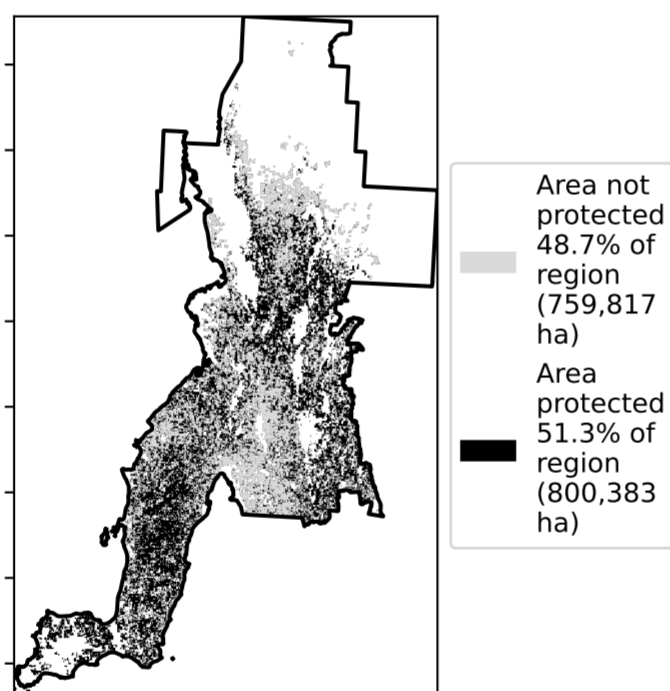 Area not
protected
48.7% of
region
(759,817
ha)
Area
protected
51.3% of
region
(800,383
ha)